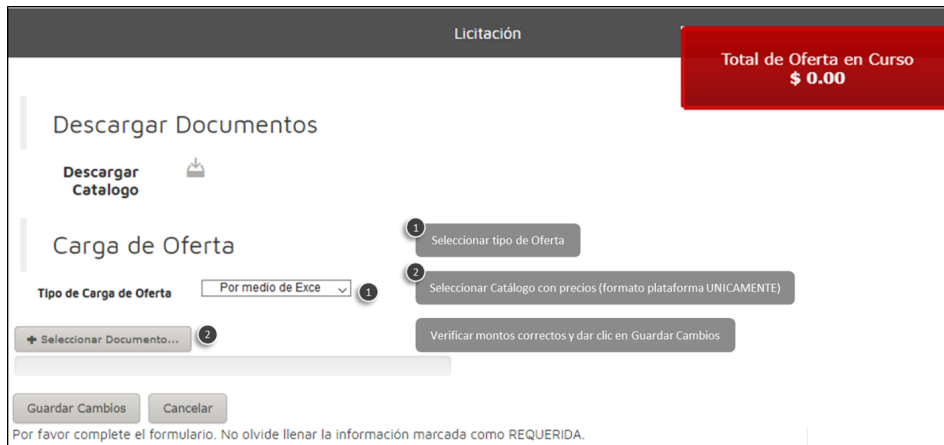 Licitación
Total de Oferta en Curso
$ 0.00
Descargar Documentos
Descargar
Catalogo
Carga de Oferta
1
Seleccionar tipo de Oferta
2
Seleccionar Catálogo con precios (formato plataforma UNICAMENTE)
Tipo de Carga de Oferta
Por medio de Exce
1
Verificar montos correctos y dar clic en Guardar Cambios
+ Seleccionar Documento...
2
Guardar Cambios
Cancelar
Por favor complete el formulario. No olvide llenar la información marcada como REQUERIDA.